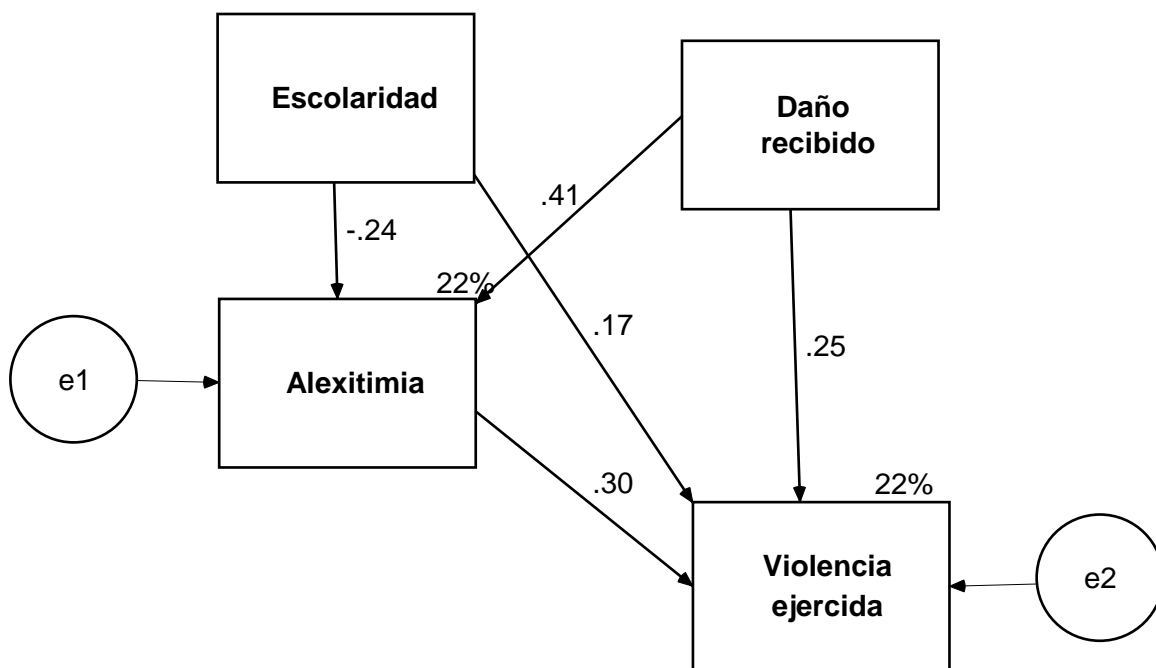 Escolaridad
Daño
recibido
.41
-.24
22%
.17
.25
e1
Alexitimia
.30
22%
Violencia
ejercida
e2